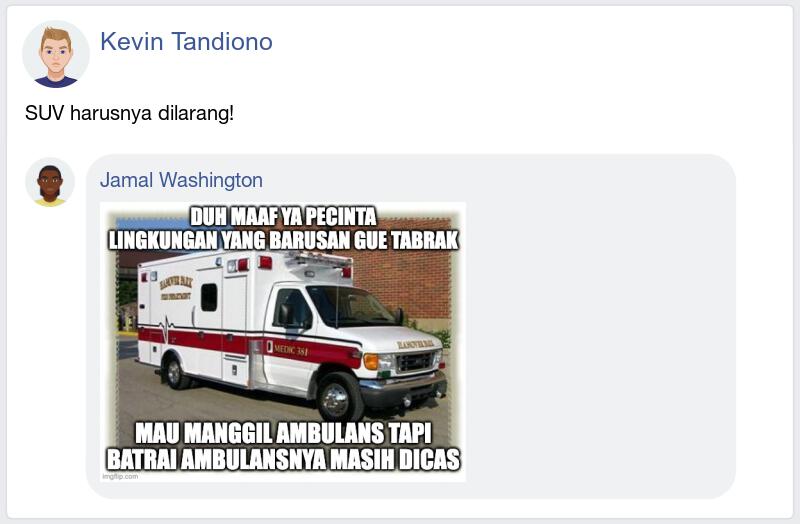 Kevin Tandiono
SUV harusnya dilarang!
Jamal Washington
DUH MAAF YA PECINTA
LINGKUNGAN YANG BARUSAN GUE TABRAK
HANOVER PARK
FIRE DEPARTMENT
MEDIC 381
HANOVER PARK
MAU MANGGIL AMBULANS TAPI
BATRAI AMBULANSNYA MASIH DICAS
imgflip.com